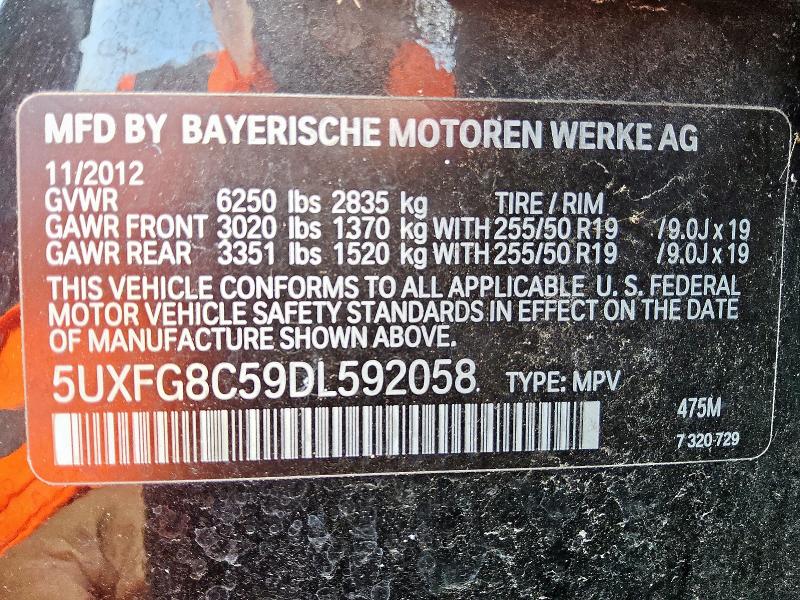 MFD BY BAYERISCHE MOTOREN WERKE AG
11/2012
GVWR 6250 lbs 2835 kg TIRE / RIM
GAWR FRONT 3020 lbs 1370 kg WITH 255/50 R19 / 9.0J x 19
GAWR REAR 3351 lbs 1520 kg WITH 255/50 R19 / 9.0J x 19
THIS VEHICLE CONFORMS TO ALL APPLICABLE U. S. FEDERAL
MOTOR VEHICLE SAFETY STANDARDS IN EFFECT ON THE DATE
OF MANUFACTURE SHOWN ABOVE.
5UXFG8C59DL592058 TYPE: MPV
475M
7 320 729